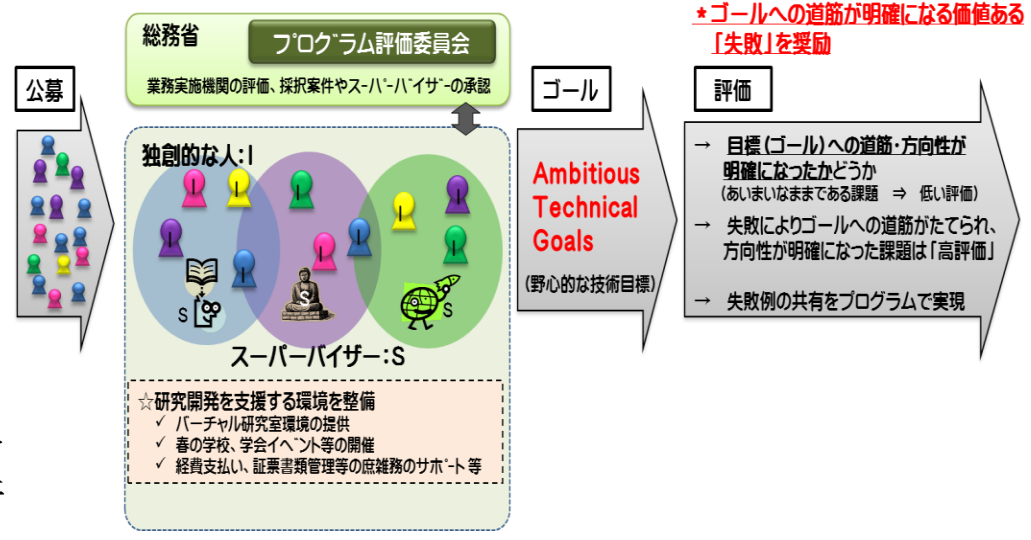 *ゴールへの道筋が明確になる価値ある
「失敗」を奨励
総務省
プログラム評価委員会
業務実施機関の評価、採択案件やスーパーバイザーの承認
公募
ゴール
評価
独創的な人:I
I I I I I I I I I I
S S S
スーパーバイザー:S
☆研究開発を支援する環境を整備
✓ バーチャル研究室環境の提供
✓ 春の学校、学会イベント等の開催
✓ 経費支払い、証票書類管理等の庶雑務のサポート 等
Ambitious
Technical
Goals
(野心的な技術目標)
→ 目標(ゴール)への道筋・方向性が
明確になったかどうか
(あいまいなままである課題 ⇒ 低い評価)
→ 失敗によりゴールへの道筋がたてられ、
方向性が明確になった課題は「高評価」
→ 失敗例の共有をプログラムで実現